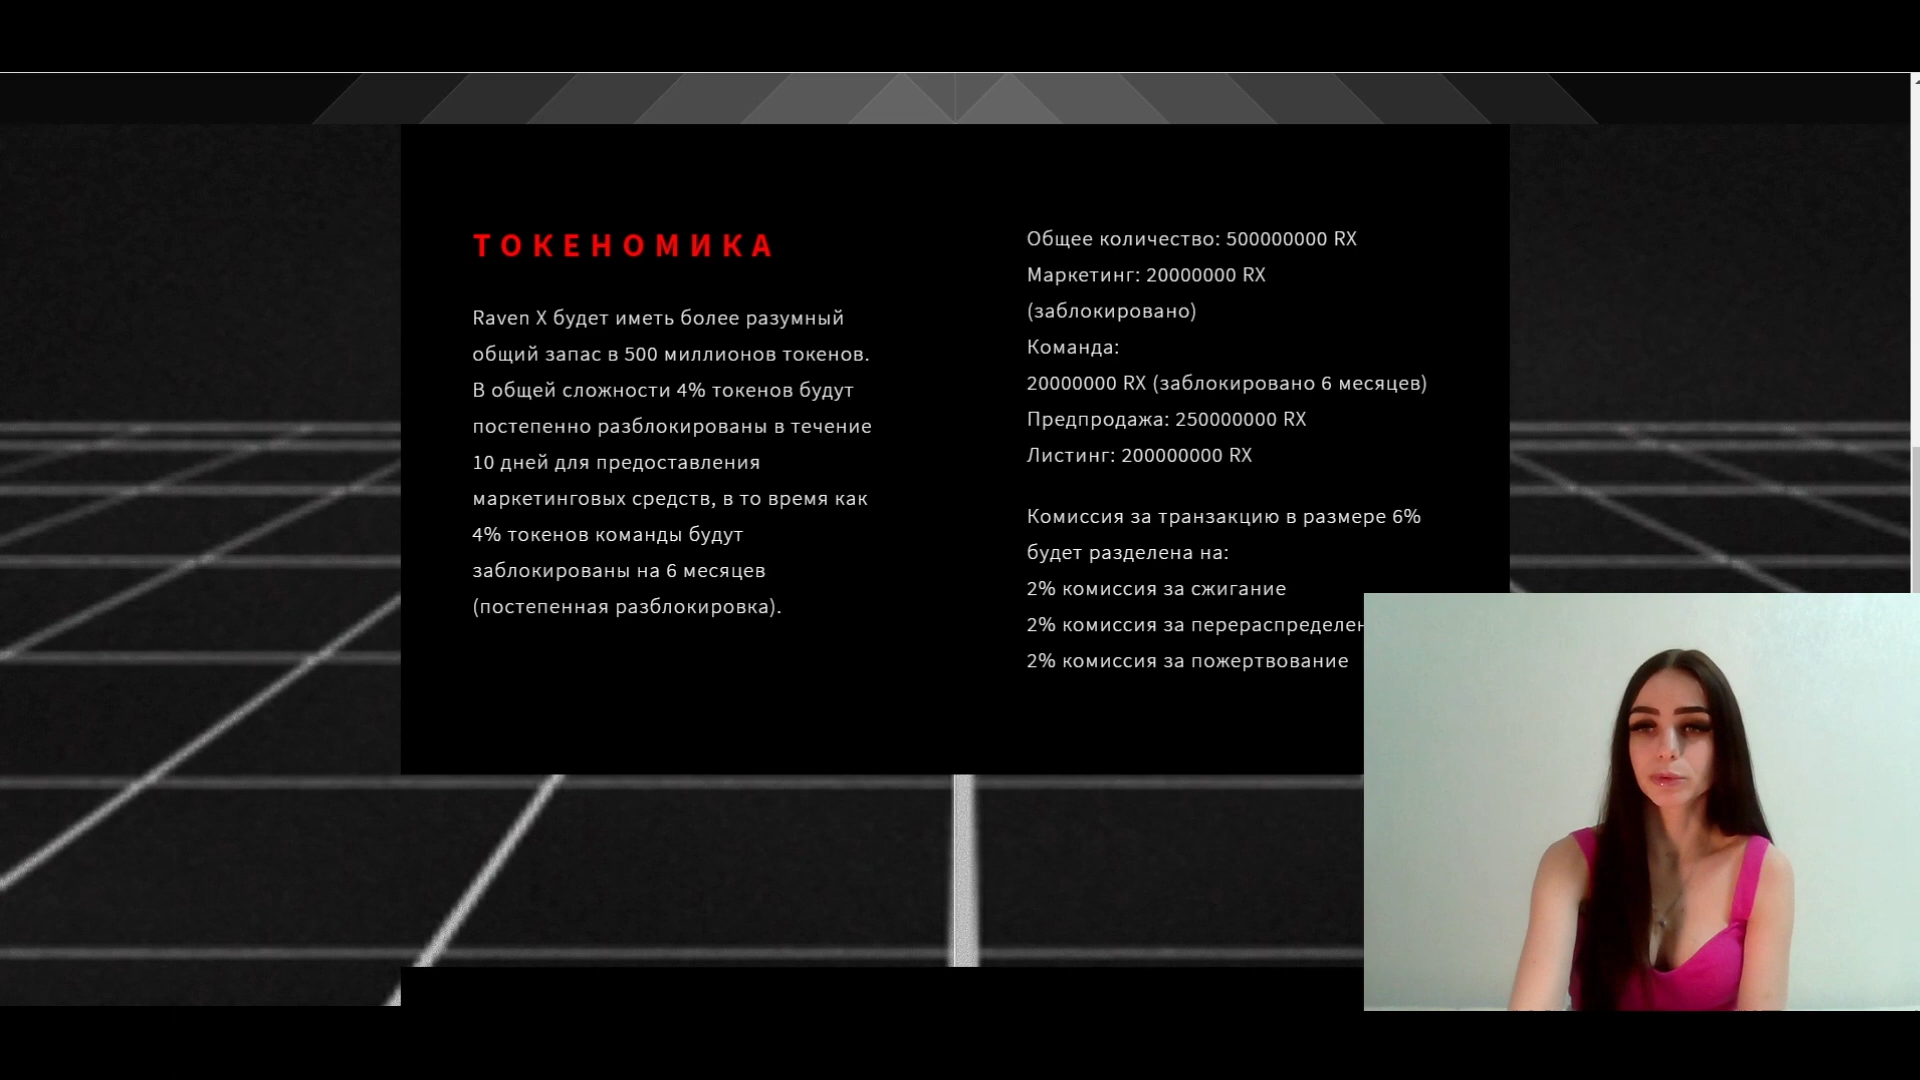 ТОКЕНОМИКА
Raven X будет иметь более разумный
общий запас в 500 миллионов токенов.
В общей сложности 4% токенов будут
постепенно разблокированы в течение
10 дней для предоставления
маркетинговых средств, в то время как
4% токенов команды будут
заблокированы на 6 месяцев
(постепенная разблокировка).
Общее количество: 500000000 RX
Маркетинг: 20000000 RX
(заблокировано)
Команда:
20000000 RX (заблокировано 6 месяцев)
Предпродажа: 250000000 RX
Листинг: 200000000 RX
Комиссия за транзакцию в размере 6%
будет разделена на:
2% комиссия за сжигание
2% комиссия за
2% комиссия за пожертвование